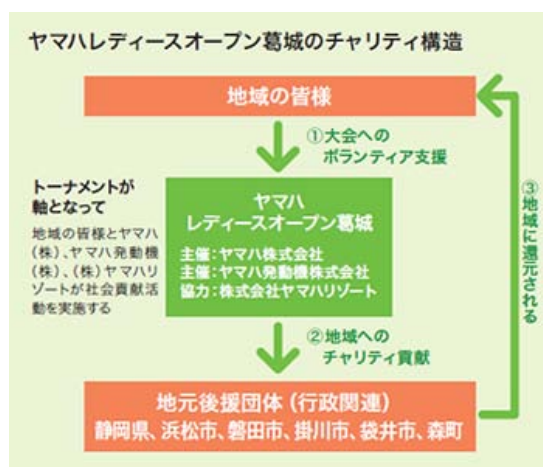 ヤマハレディースオープン葛城のチャリティ構造
地域の皆様
①大会への
ボランティア支援
トーナメントが
軸となって
地域の皆様とヤマハ
(株)、ヤマハ発動機
(株)、(株)ヤマハリ
ゾートが社会貢献活
動を実施する
ヤマハ
レディースオープン葛城
主催:ヤマハ株式会社
主催:ヤマハ発動機株式会社
協力:株式会社ヤマハリゾート
③地域に還元される
②地域への
チャリティ貢献
地元後援団体(行政関連)
静岡県、浜松市、磐田市、掛川市、袋井市、森町